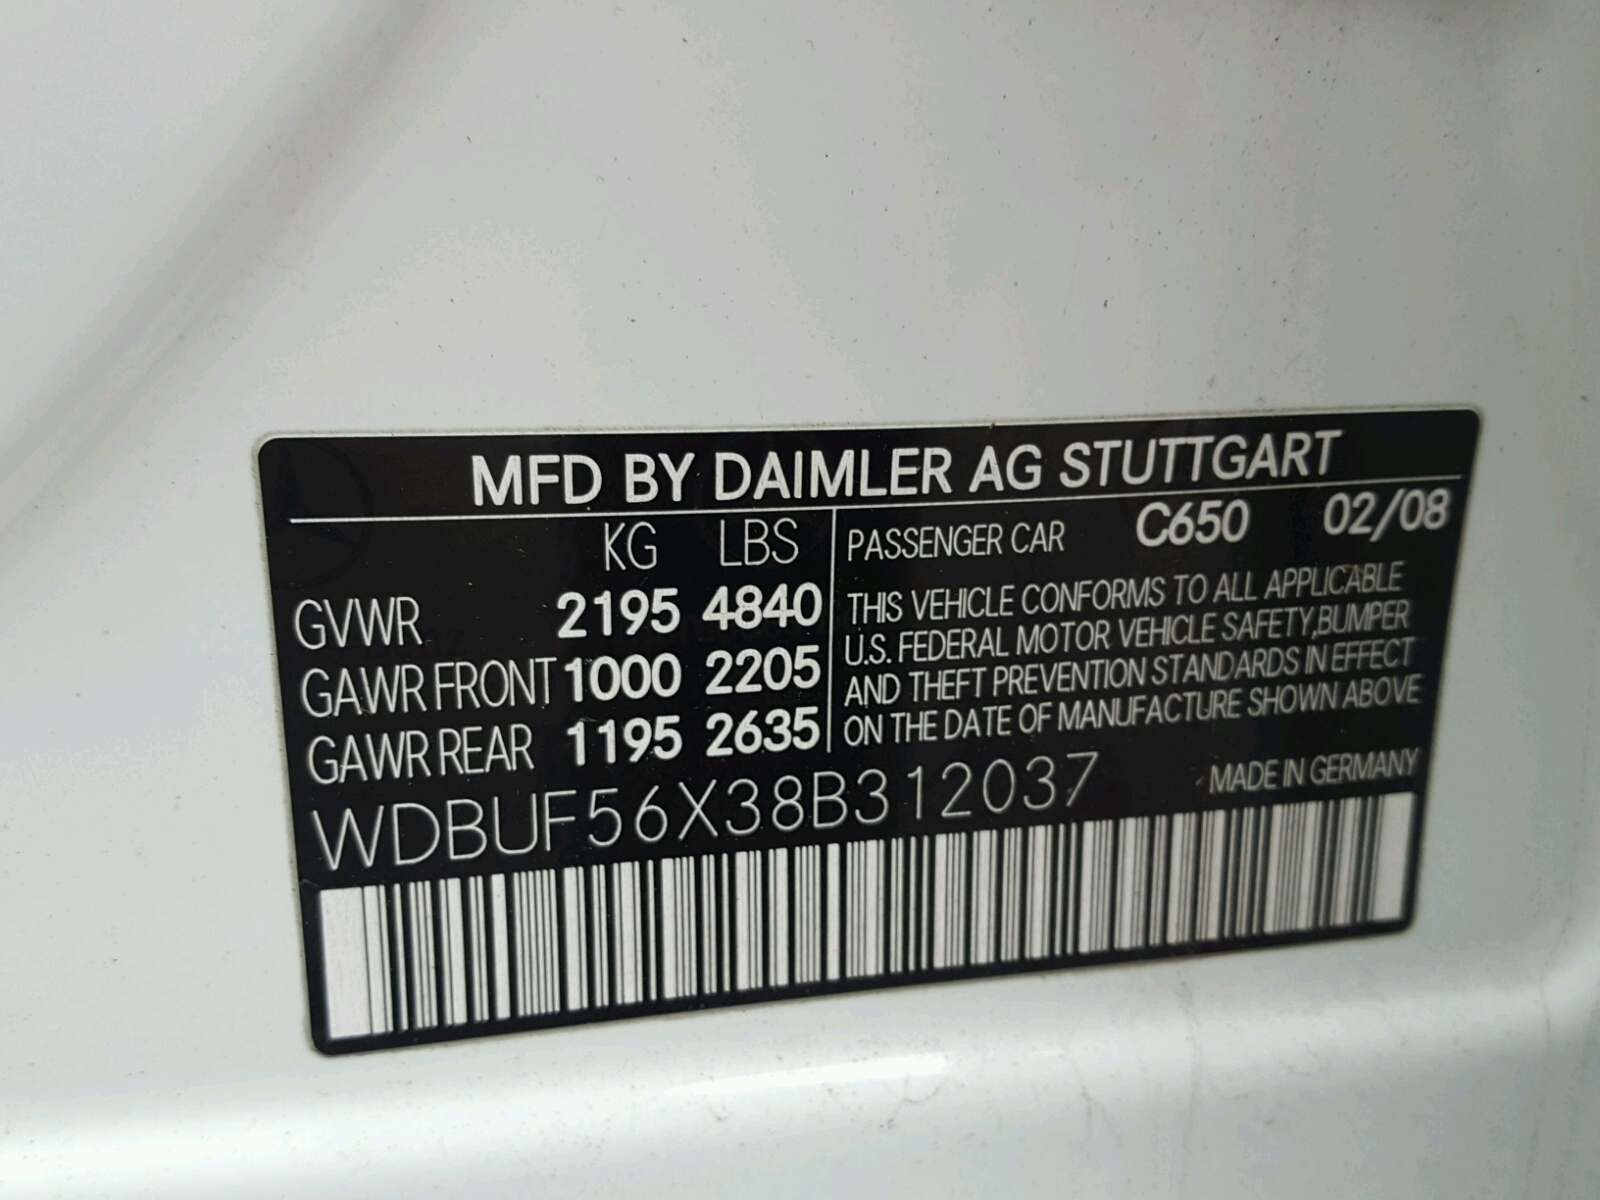 MFD BY DAIMLER AG STUTTGART
KG LBS
GVWR 2195 4840
GAWR FRONT 1000 2205
GAWR REAR 1195 2635
PASSENGER CAR C650 02/08
THIS VEHICLE CONFORMS TO ALL APPLICABLE
U.S. FEDERAL MOTOR VEHICLE SAFETY,BUMPER
AND THEFT PREVENTION STANDARDS IN EFFECT
ON THE DATE OF MANUFACTURE SHOWN ABOVE
WDBUF56X38B312037
MADE IN GERMANY